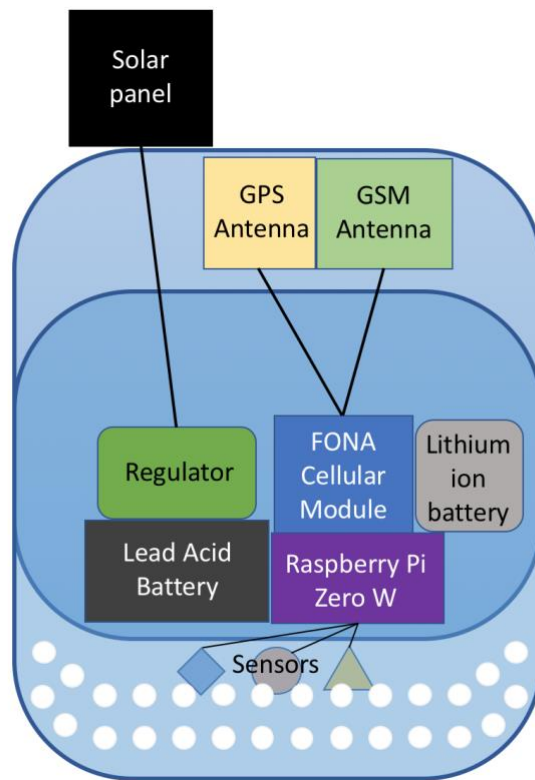 Solar
panel
GPS
Antenna
GSM
Antenna
Regulator
FONA
Cellular
Module
Lithium
ion
battery
Lead Acid
Battery
Raspberry Pi
Zero W
Sensors